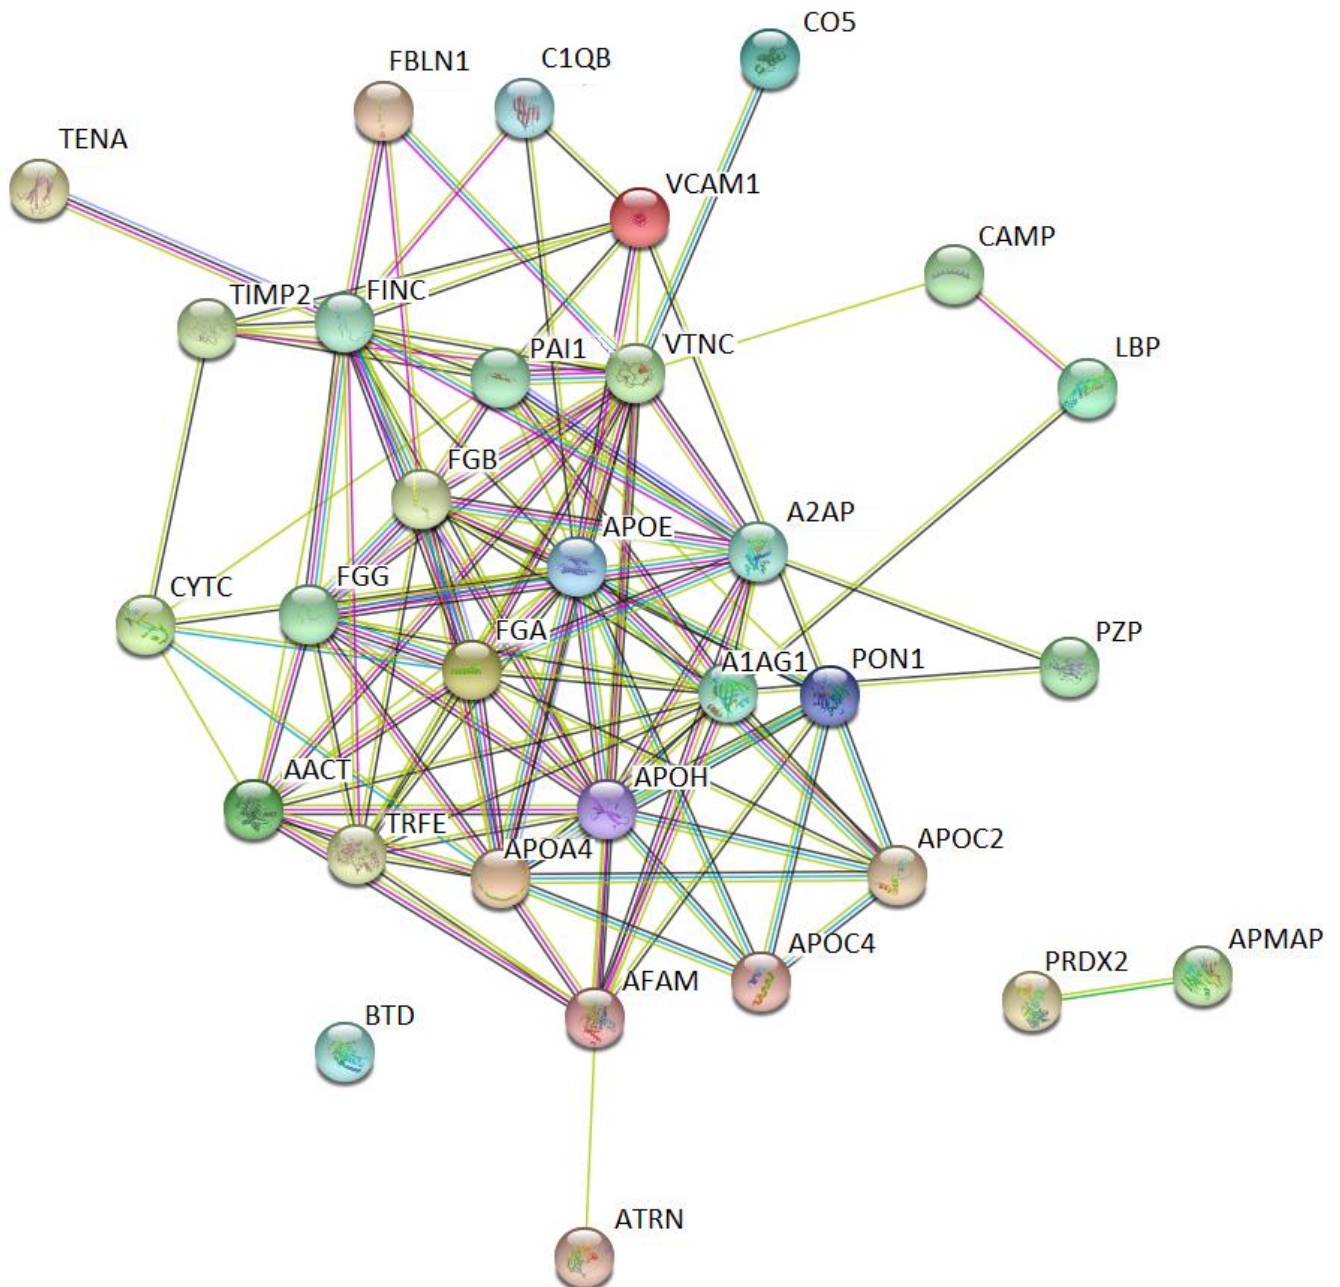 CO5
FBLN1
C1QB
TENA
VCAM1
CAMP
TIMP2
FINC
PAI1
VTNC
LBP
FGB
APOE
A2AP
CYTC
FGG
FGA
A1AG1
PON1
PZP
AACT
TRFE
APOA4
APOH
APOC2
AFAM
APOC4
PRDX2
APMAP
BTD
ATRN